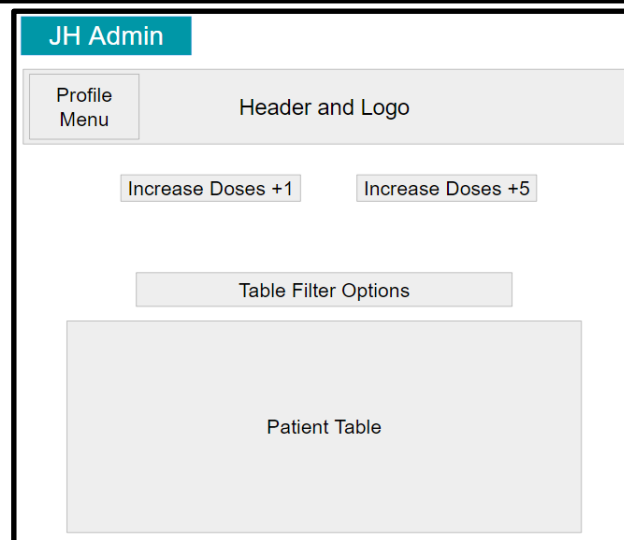 JH Admin
Profile
Menu
Header and Logo
Increase Doses +1
Increase Doses +5
Table Filter Options
Patient Table